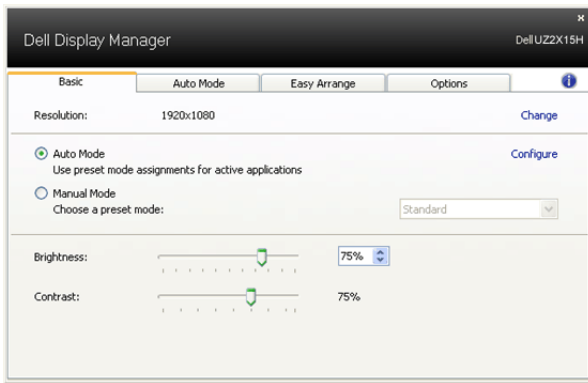 Dell Display Manager
Dell UZ2X15H
Basic
Auto Mode
Easy Arrange
Options
Resolution: 1920x1080 Change
Auto Mode Configure
Use preset mode assignments for active applications
Manual Mode
Choose a preset mode: Standard
Brightness: 75%
Contrast: 75%